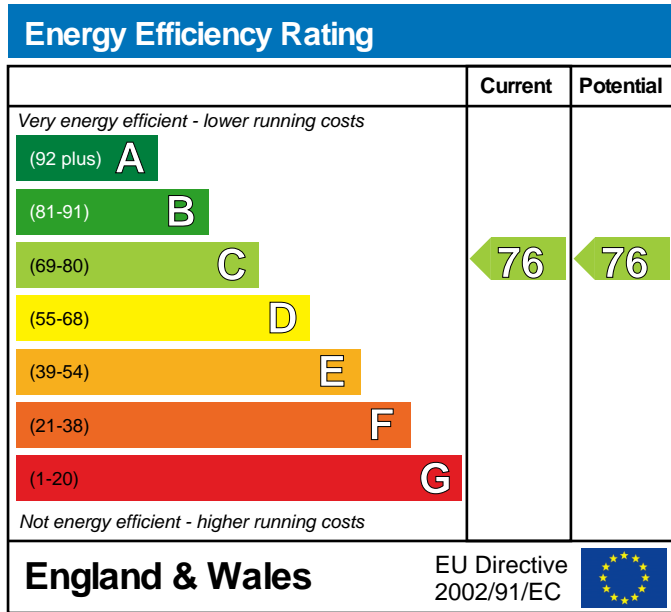 Energy Efficiency Rating
Current Potential
Very energy efficient - lower running costs
(92 plus) A
(81-91) B
(69-80) C 76 76
(55-68) D
(39-54) E
(21-38) F
(1-20) G
Not energy efficient - higher running costs
England & Wales
EU Directive
2002/91/EC